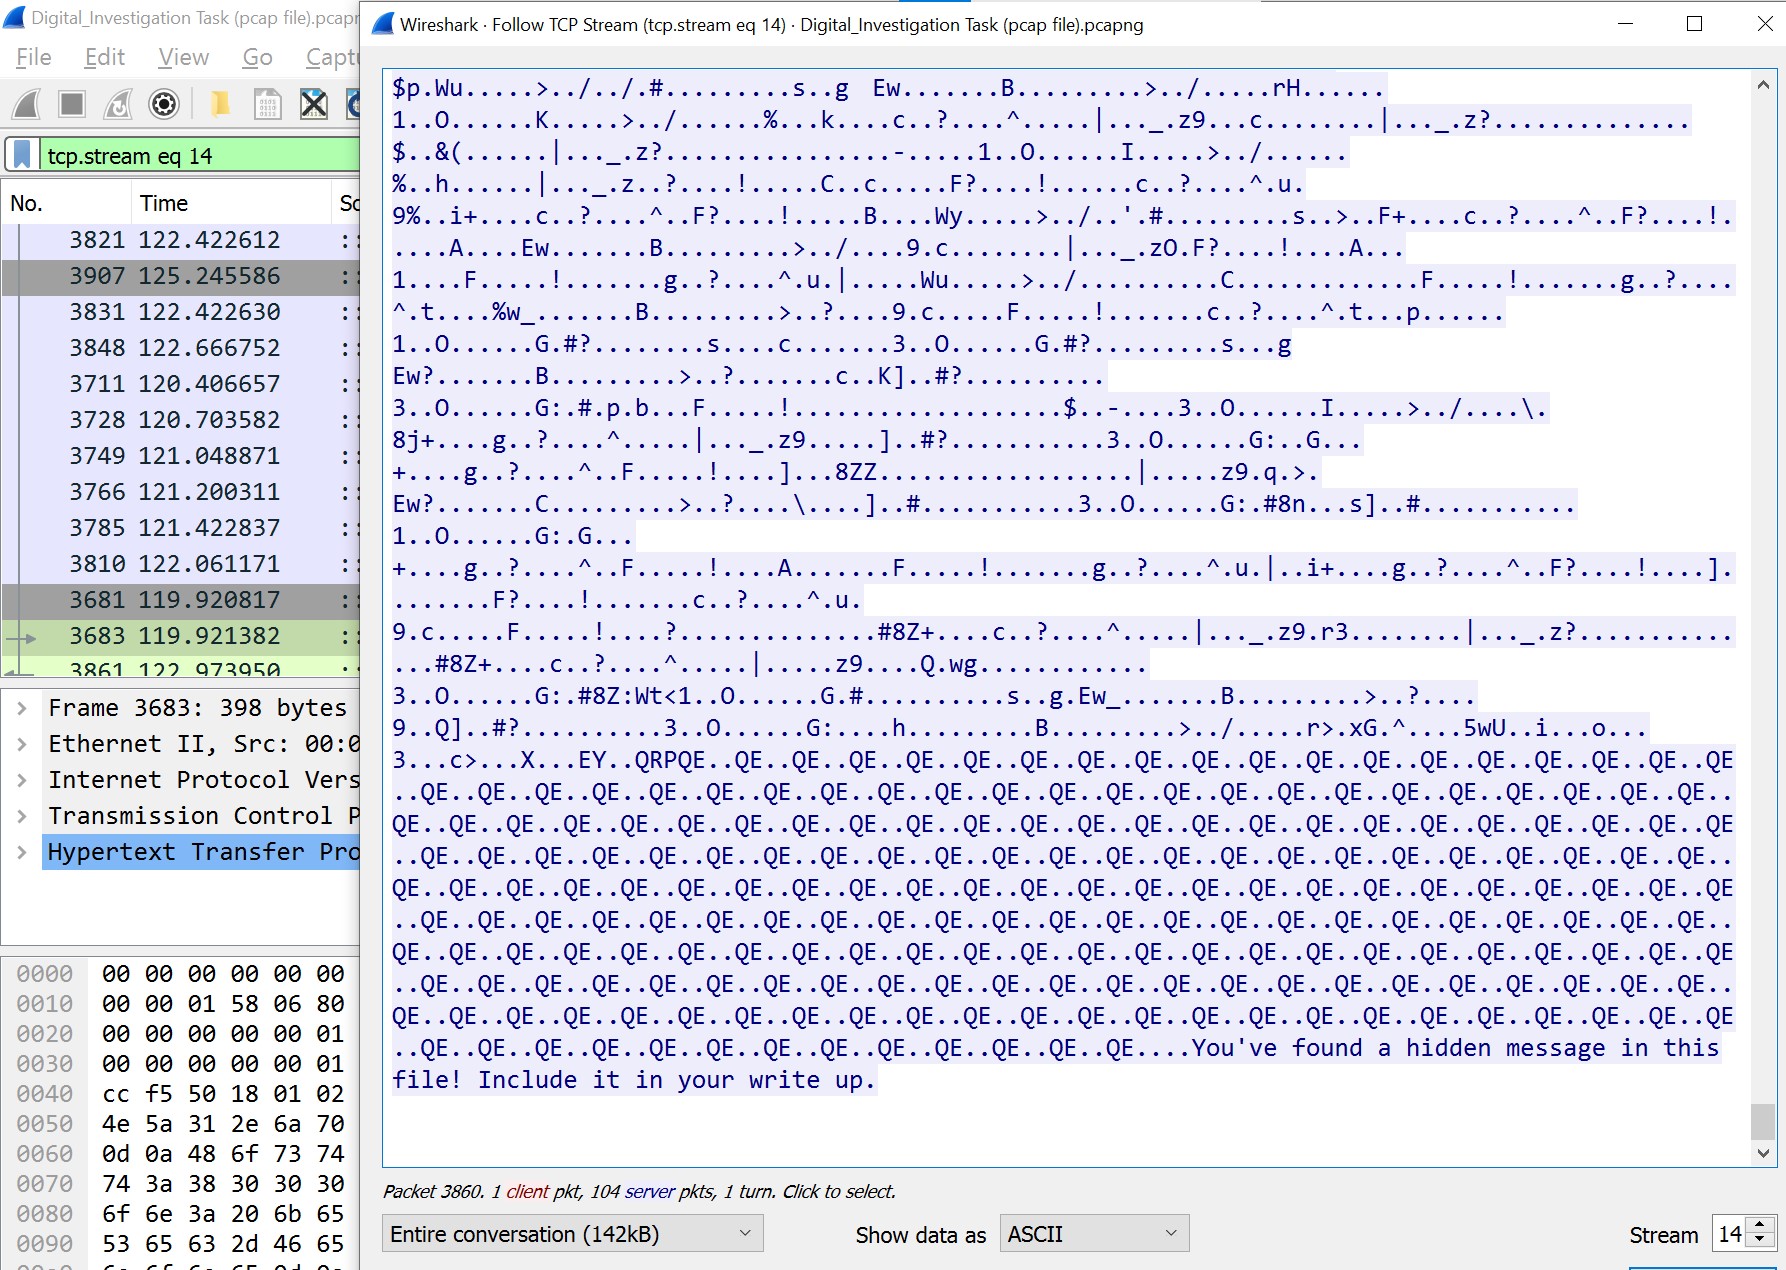 Digital_Investigation Task (pcap file).pcapn
File Edit View Go Captu
tcp.stream eq 14
No. Time So
3821 122.422612 ::
3907 125.245586 ::
3831 122.422630 ::
3848 122.666752 ::
3711 120.406657 ::
3728 120.703582 ::
3749 121.048871 ::
3766 121.200311 ::
3785 121.422837 ::
3810 122.061171 ::
3681 119.920817 ::
3683 119.921382 ::
3861 122.973950 ::
Frame 3683: 398 bytes
Ethernet II, Src: 00:0
Internet Protocol Vers
Transmission Control P
Hypertext Transfer Pro
0000 00 00 00 00 00 00
0010 00 00 01 58 06 80
0020 00 00 00 00 00 01
0030 00 00 00 00 00 01
0040 cc f5 50 18 01 02
0050 4e 5a 31 2e 6a 70
0060 0d 0a 48 6f 73 74
0070 74 3a 38 30 30 30
0080 6f 6e 3a 20 6b 65
0090 53 65 63 2d 46 65
Wireshark · Follow TCP Stream (tcp.stream eq 14) · Digital_Investigation Task (pcap file).pcapng
$p.Wu.....>../../.#.........s..g  Ew.......B.........>../.....rH......
1..O......K.....>../......%...k....c..?....^.....|..._.z9...c........|..._.z?..............
$..&(......|..._.z?................-.....1..O......I.....>../......
%..h......|..._.z..?....!.....C..c.....F?....!......c..?....^.u.
9%..i+....c..?....^..F?....!.....B....Wy.....>../..'.#.........s..>..F+....c..?....^..F?....!.
....A....Ew.......B.........>../....9.c........|..._.zO.F?....!....A...
1....F.....!.......g..?....^.u.|.....Wu.....>../..........C.............F.....!.......g..?....
^.t....%w_.......B.........>..?....9.c.....F.....!.......c..?....^.t...p......
1..O......G.#?........s....c.......3..O......G.#?.........s...g
Ew?.......B.........>..?.......c..K]..#?..........
3..O......G:.#.p.b...F.....!...................$..-....3..O......I.....>../....\.
8j+....g..?....^.....|..._.z9.....]..#?...........3..O......G:..G...
+....g..?....^..F.....!....]...8ZZ..................|.....z9.q.>.
Ew?.......C.........>..?....\....]..#...........3..O......G:.#8n...s]..#...........
1..O......G:.G...
+....g..?....^..F.....!....A.......F.....!.......g..?....^.u.|..i+....g..?....^..F?....!....].
.......F?....!.......c..?....^.u.
9.c.....F.....!....?..............#8Z+....c..?....^.....|..._.z9.r3........|..._.z?...........
...#8Z+....c..?....^.....|.....z9....Q.wg............
3..O......G:.#8Z:Wt<1..O......G.#..........s..g.Ew_.......B.........>..?....
9..Q]..#?..........3..O......G:....h.........B.........>../.....r>.xG.^....5wU..i...o...
3...c>...X...EY..QRPQE..QE..QE..QE..QE..QE..QE..QE..QE..QE..QE..QE..QE..QE..QE..QE..QE..QE..QE
..QE..QE..QE..QE..QE..QE..QE..QE..QE..QE..QE..QE..QE..QE..QE..QE..QE..QE..QE..QE..QE..QE..QE..
QE..QE..QE..QE..QE..QE..QE..QE..QE..QE..QE..QE..QE..QE..QE..QE..QE..QE..QE..QE..QE..QE..QE..QE
..QE..QE..QE..QE..QE..QE..QE..QE..QE..QE..QE..QE..QE..QE..QE..QE..QE..QE..QE..QE..QE..QE..QE..
QE..QE..QE..QE..QE..QE..QE..QE..QE..QE..QE..QE..QE..QE..QE..QE..QE..QE..QE..QE..QE..QE..QE..QE
..QE..QE..QE..QE..QE..QE..QE..QE..QE..QE..QE..QE..QE..QE..QE..QE..QE..QE..QE..QE..QE..QE..QE..
QE..QE..QE..QE..QE..QE..QE..QE..QE..QE..QE..QE..QE..QE..QE..QE..QE..QE..QE..QE..QE..QE..QE..QE
..QE..QE..QE..QE..QE..QE..QE..QE..QE..QE..QE..QE..QE..QE..QE..QE..QE..QE..QE..QE..QE..QE..QE..
QE..QE..QE..QE..QE..QE..QE..QE..QE..QE..QE..QE..QE..QE..QE..QE..QE..QE..QE..QE..QE..QE..QE..QE
..QE..QE..QE..QE..QE..QE..QE..QE..QE..QE..QE..QE..QE....You've found a hidden message in this
file! Include it in your write up.
Packet 3860. 1 client pkt, 104 server pkts, 1 turn. Click to select.
Entire conversation (142kB) Show data as ASCII Stream 14